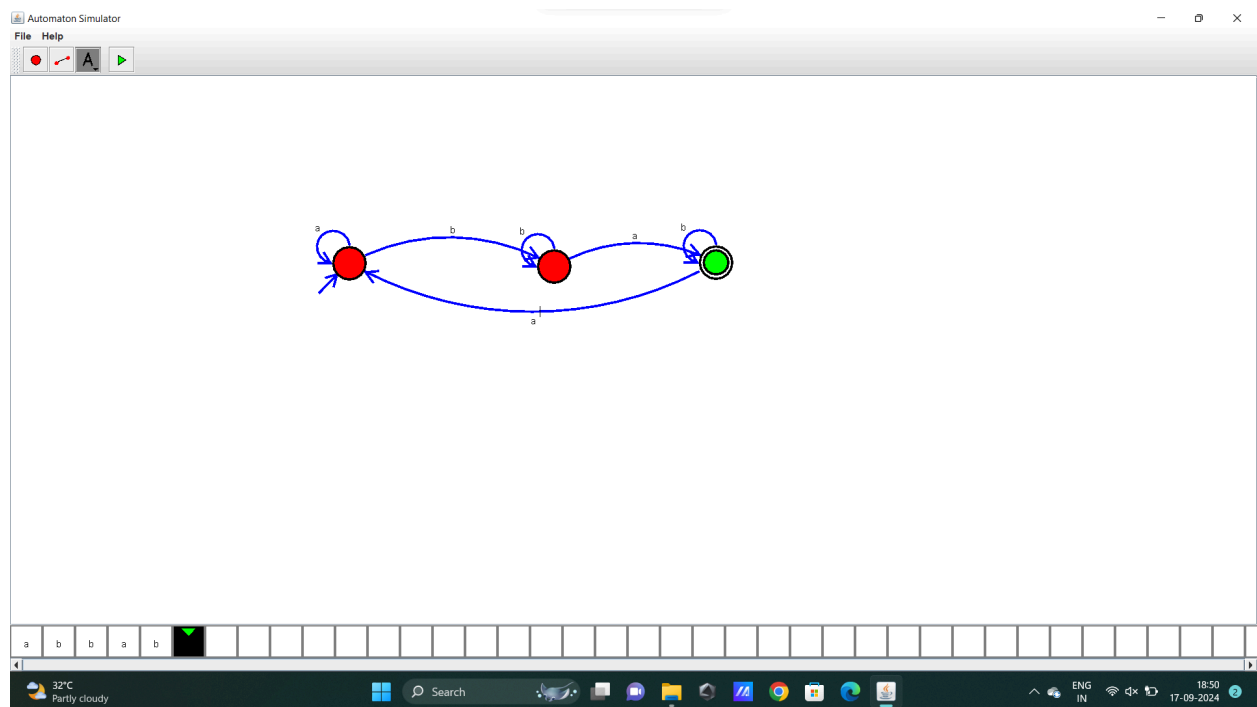 Automaton Simulator
File Help
A
a b b a b
a b
a
a b b a b
32°C
Partly cloudy
Search
ENG
IN
18:50
17-09-2024
2